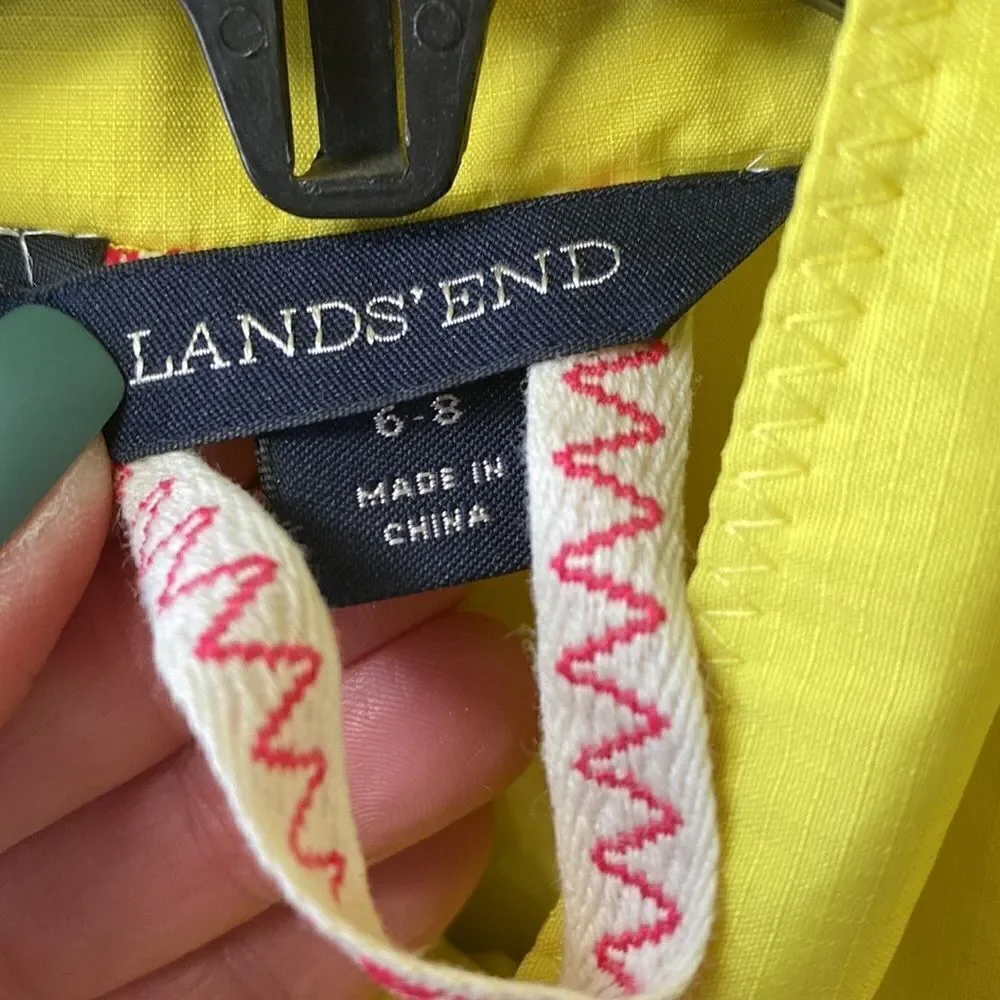 LANDS' END
6-8
MADE IN
CHINA